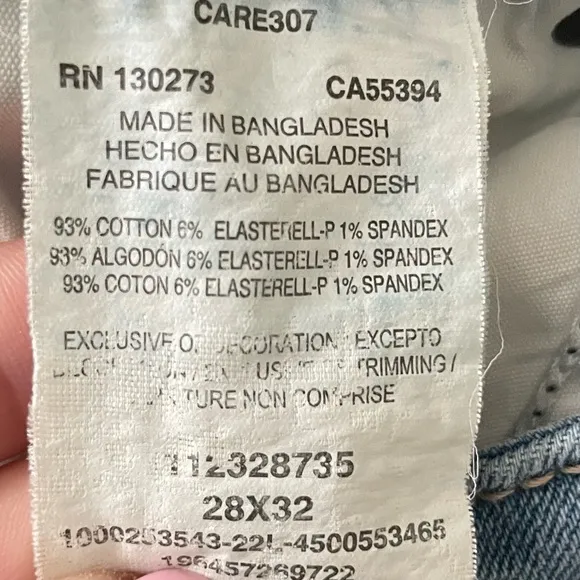 CARE307
RN 130273 CA55394
MADE IN BANGLADESH
HECHO EN BANGLADESH
FABRIQUE AU BANGLADESH
93% COTTON 6% ELASTERELL-P 1% SPANDEX
93% ALGODÓN 6% ELASTERELL-P 1% SPANDEX
93% COTON 6% ELASTERELL-P 1% SPANDEX
EXCLUSIVE OF DECORATION EXCEPTO
TRIMMING /
NON COMPRISE
112328735
28X32
1000253543-22L-4500553465
196457269722